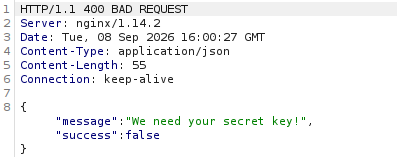 1 HTTP/1.1 400 BAD REQUEST
2 Server: nginx/1.14.2
3 Date: Tue, 08 Sep 2026 16:00:27 GMT
4 Content-Type: application/json
5 Content-Length: 55
6 Connection: keep-alive
7
8 {
"message":"We need your secret key!",
"success":false
}